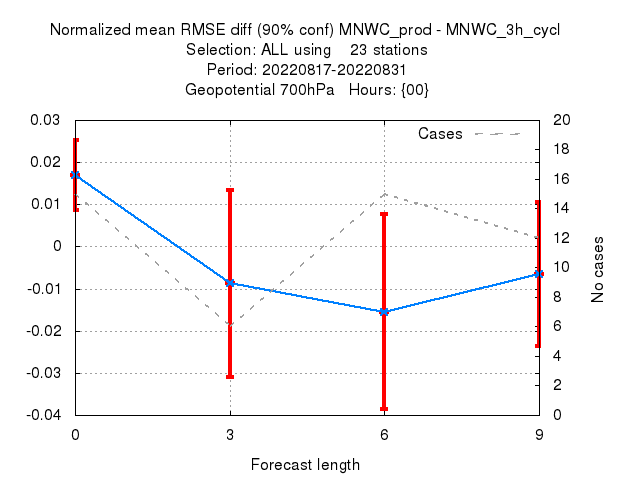 Normalized mean RMSE diff (90% conf) MNWC_prod - MNWC_3h_cycl
Selection: ALL using 23 stations
Period: 20220817-20220831
Geopotential 700hPa Hours: {00}
Cases
0.03
0.02
0.01
0
-0.01
-0.02
-0.03
-0.04
20
18
16
14
12
10
8
6
4
2
0
No cases
0 3 6 9
Forecast length